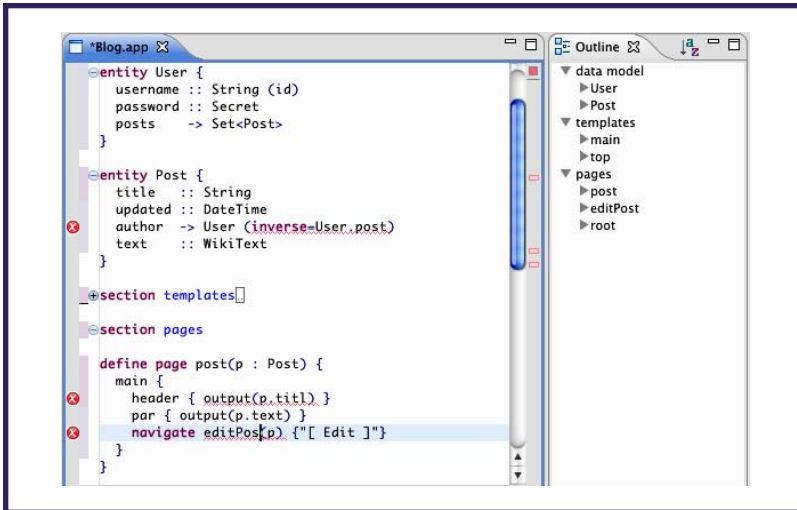 *Blog.app
entity User {
username :: String (id)
password :: Secret
posts -> Set<Post>
}
entity Post {
title :: String
updated :: DateTime
author -> User (inverse=User.post)
text :: WikiText
}
section templates
section pages
define page post(p : Post) {
main {
header { output(p.titl) }
par { output(p.text) }
navigate editPos(p) {"[ Edit ]"}
}
}
Outline
a
z
data model
User
Post
templates
main
top
pages
post
editPost
root